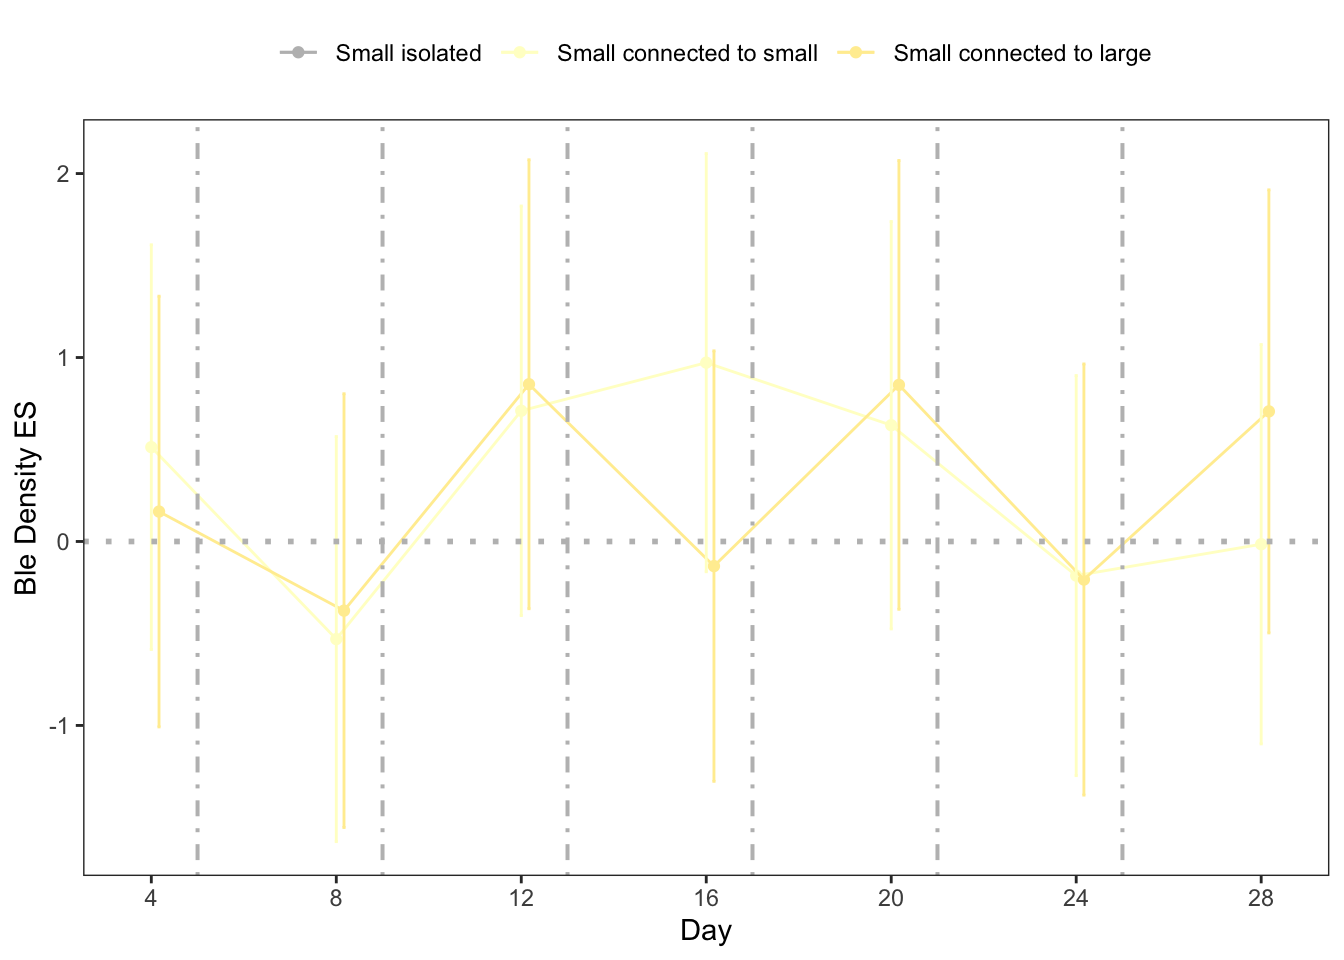 Small isolated Small connected to small Small connected to large
2
1
0
-1
Ble Density ES
4 8 12 16 20 24 28
Day